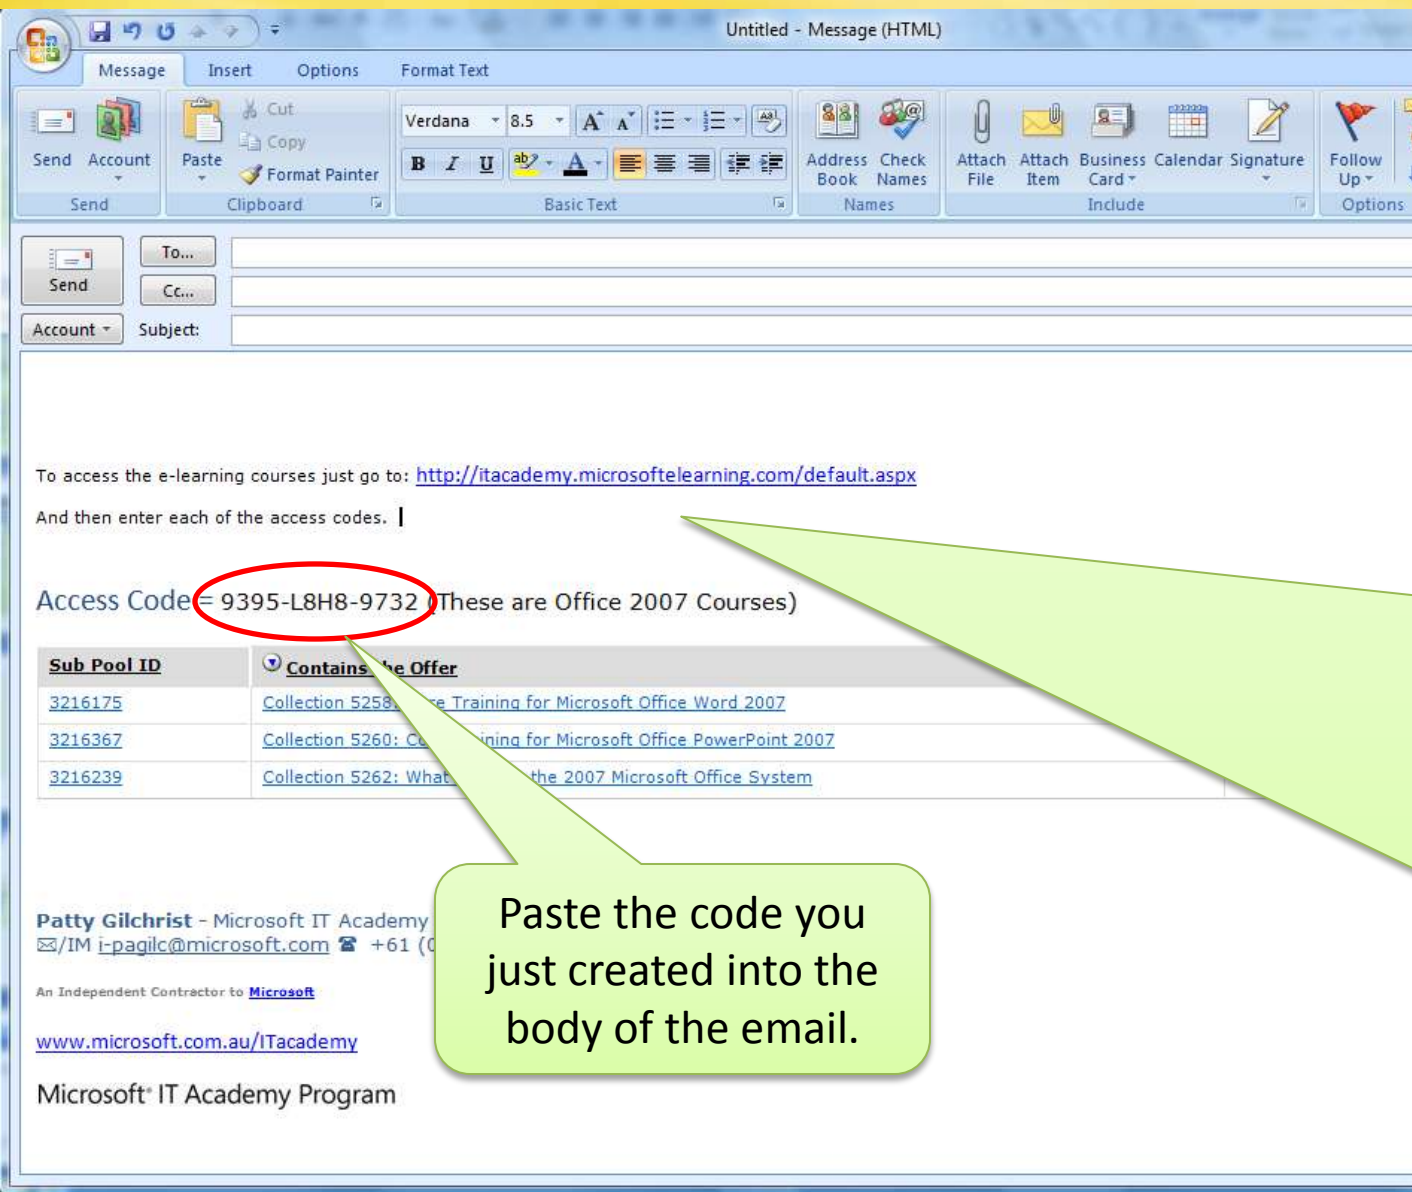 Untitled - Message (HTML)
Message Insert Options Format Text
Cut
Copy
Format Painter
Send Account Paste
Verdana 8.5
B I U
Address Book Check Names Attach File Attach Item Business Card Calendar Signature Follow Up
Send Clipboard Basic Text Names Include Options
Send
To...
Cc...
Account Subject:
To access the e-learning courses just go to: http://itacademy.microsoftelearning.com/default.aspx
And then enter each of the access codes.
Access Code = 9395-L8H8-9732 (These are Office 2007 Courses)
Sub Pool ID Contains he Offer
3216175 Collection 5258: re Training for Microsoft Office Word 2007
3216367 Collection 5260: Co ining for Microsoft Office PowerPoint 2007
3216239 Collection 5262: What the 2007 Microsoft Office System
Paste the code you
just created into the
body of the email.
Patty Gilchrist - Microsoft IT Academy
/IM i-pagilc@microsoft.com +61 (0
An Independent Contractor to Microsoft
www.microsoft.com.au/ITacademy
Microsoft® IT Academy Program